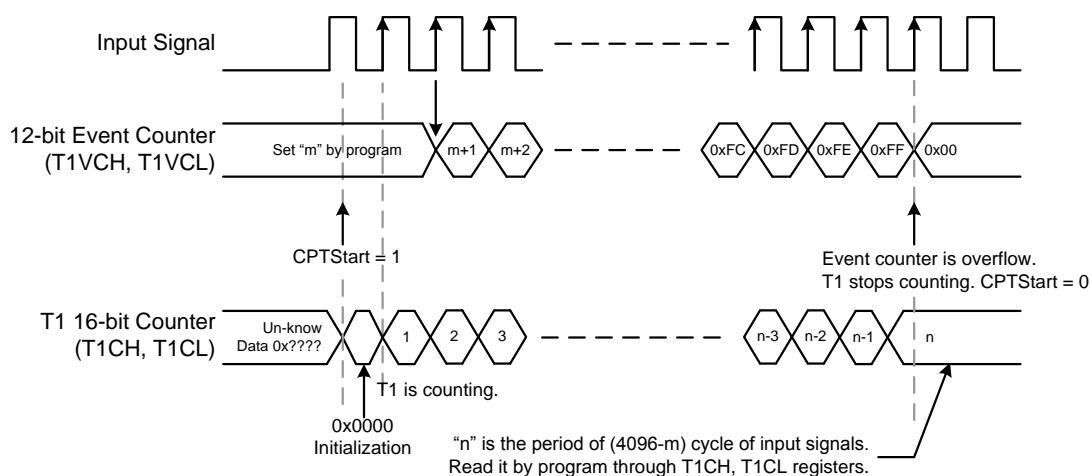 Input Signal
12-bit Event Counter
(T1VCH, T1VCL)
Set "m" by program
m+1
m+2
0xFC
0xFD
0xFE
0xFF
0x00
CPTStart = 1
Event counter is overflow.
T1 stops counting. CPTStart = 0
T1 16-bit Counter
(T1CH, T1CL)
Un-know
Data 0x????
1
2
3
n-3
n-2
n-1
n
T1 is counting.
0x0000
Initialization
“n” is the period of (4096-m) cycle of input signals.
Read it by program through T1CH, T1CL registers.